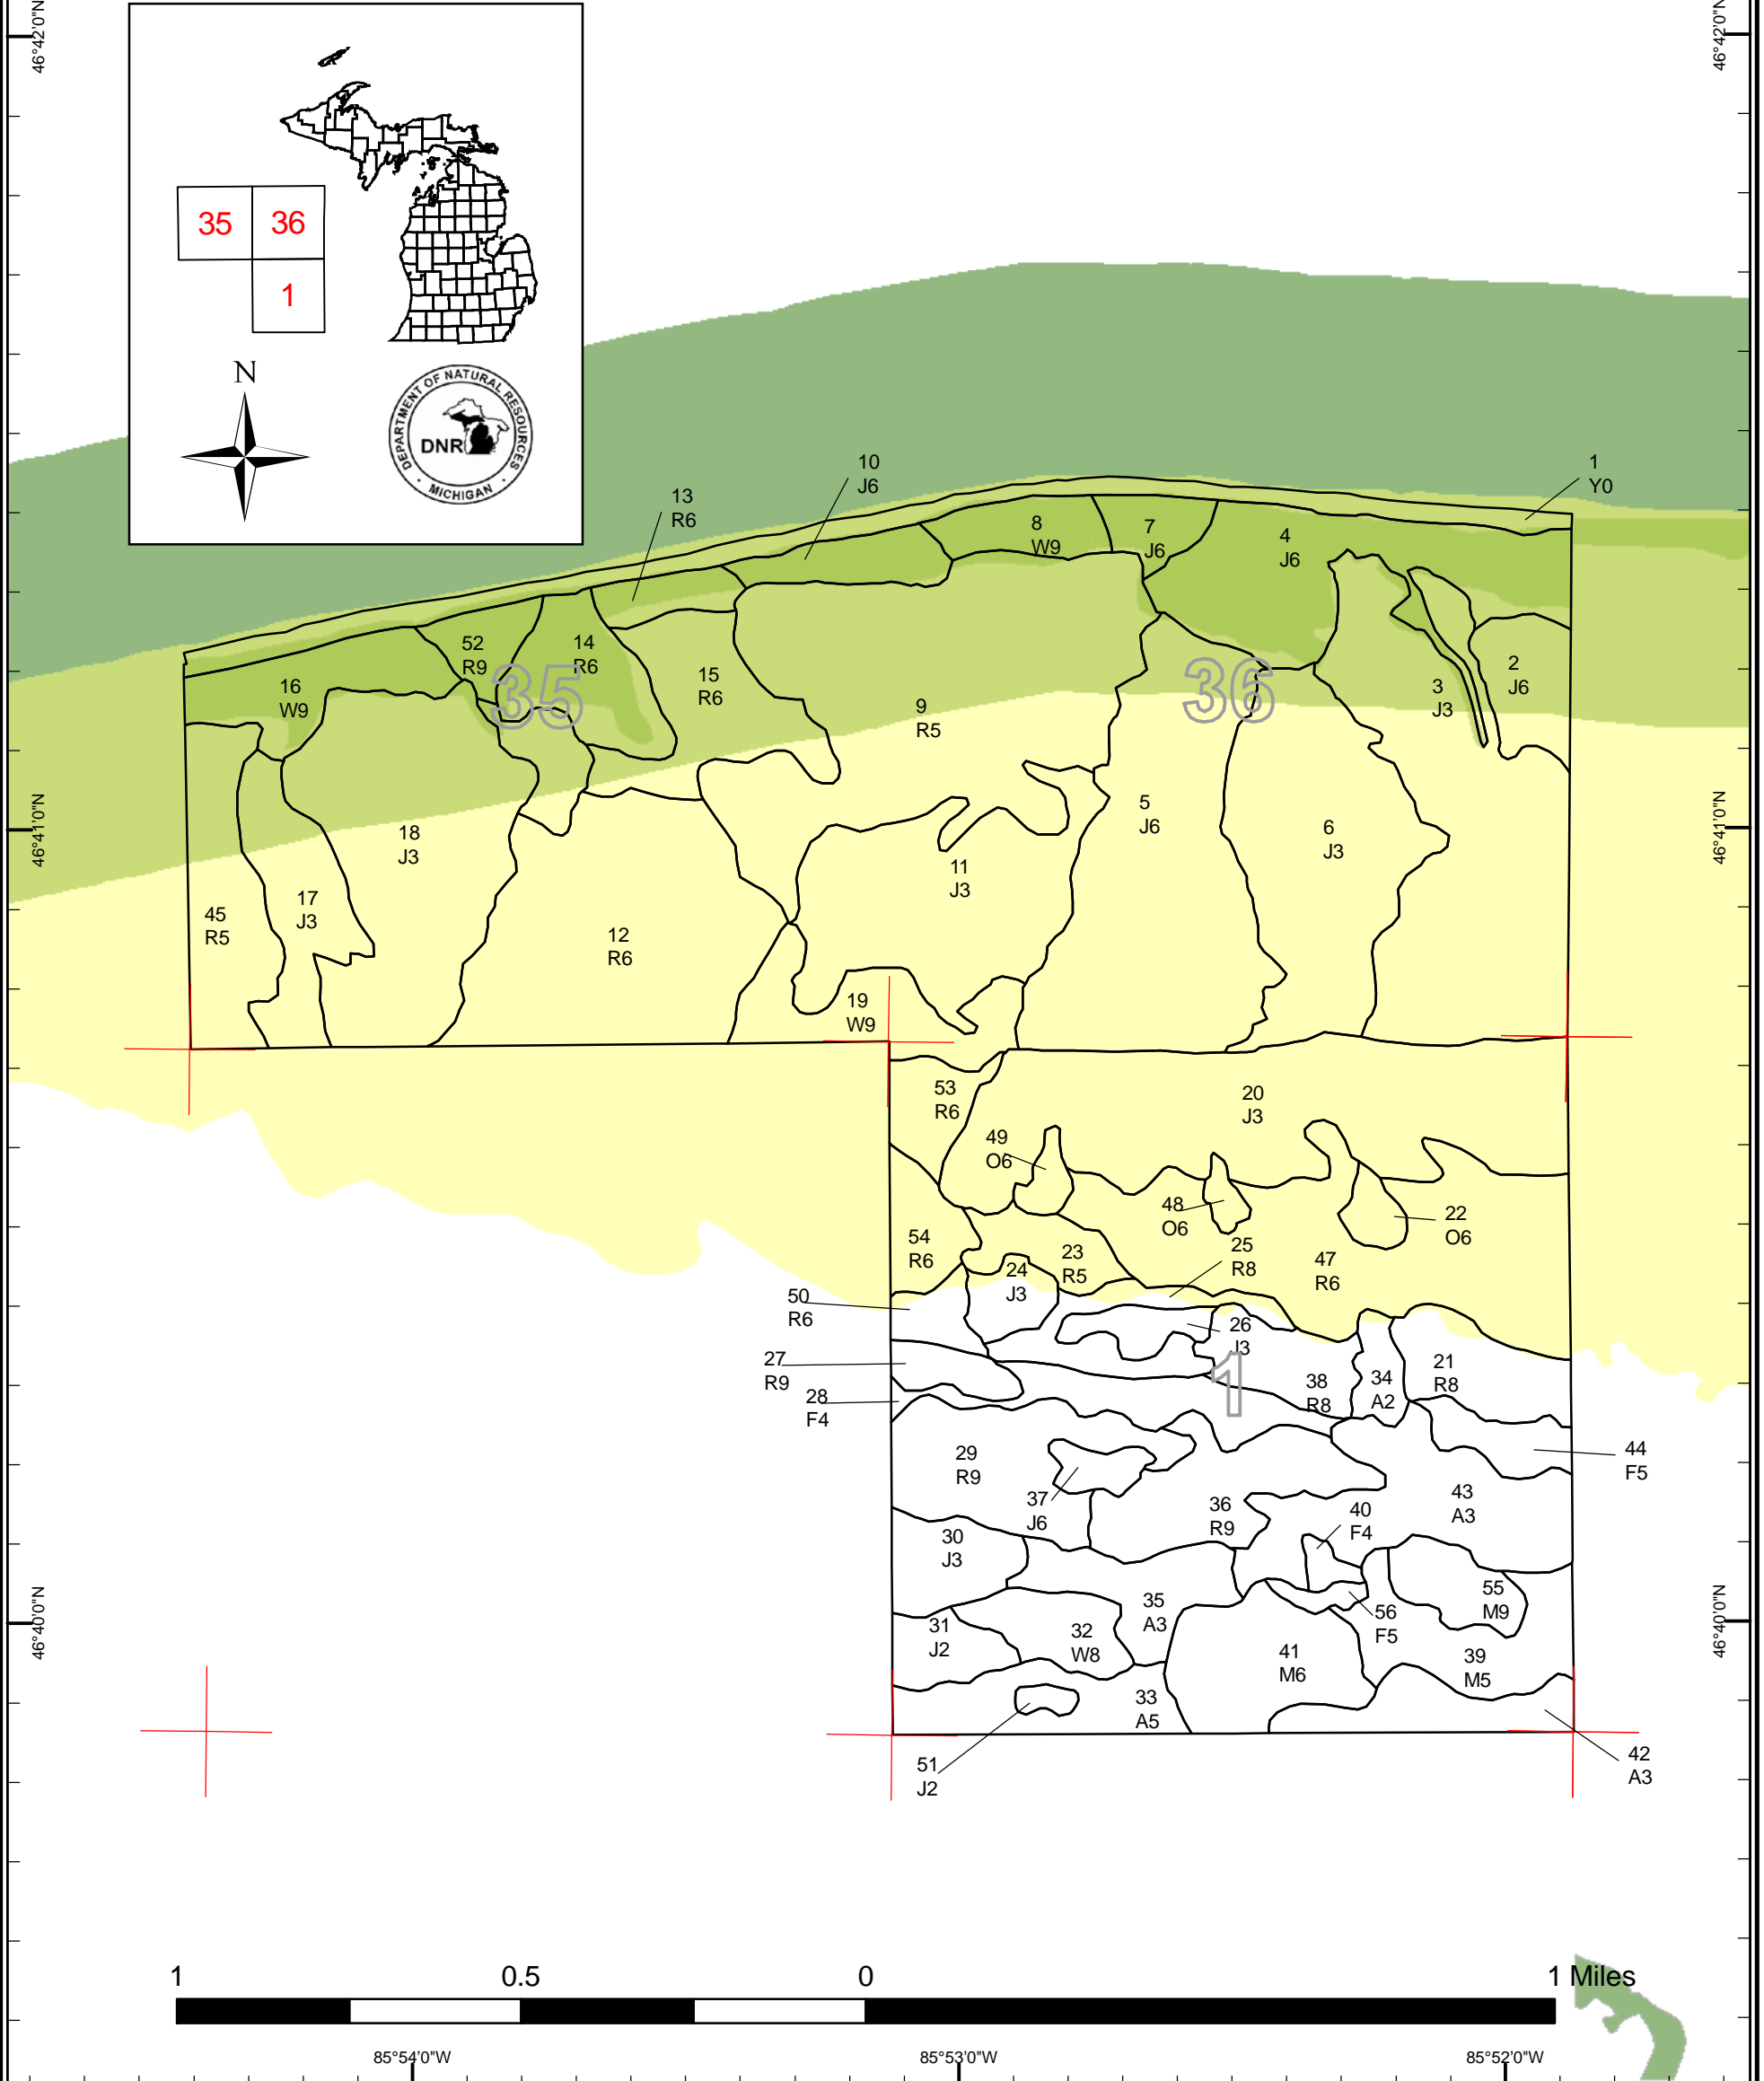 46°42'0"N
46°42'0"N
35
36
1
N
DEPARTMENT OF NATURAL RESOURCES
DNR
· MICHIGAN ·
10
J6
1
Y0
13
R6
8
W9
7
J6
4
J6
52
R9
14
R6
35
36
15
R6
2
J6
3
J3
16
W9
9
R5
46°41'0"N
46°41'0"N
5
J6
6
J3
18
J3
11
J3
17
J3
45
R5
12
R6
19
W9
53
R6
20
J3
49
O6
48
O6
22
O6
54
R6
23
R5
25
R8
47
R6
24
J3
50
R6
26
J3
27
R9
1
21
R8
34
A2
38
R8
28
F4
29
R9
44
F5
37
J6
36
R9
40
F4
43
A3
30
J3
35
A3
55
M9
56
F5
46°40'0"N
46°40'0"N
31
J2
32
W8
41
M6
39
M5
33
A5
51
J2
42
A3
1
0.5
0
1 Miles
85°54'0"W
85°53'0"W
85°52'0"W